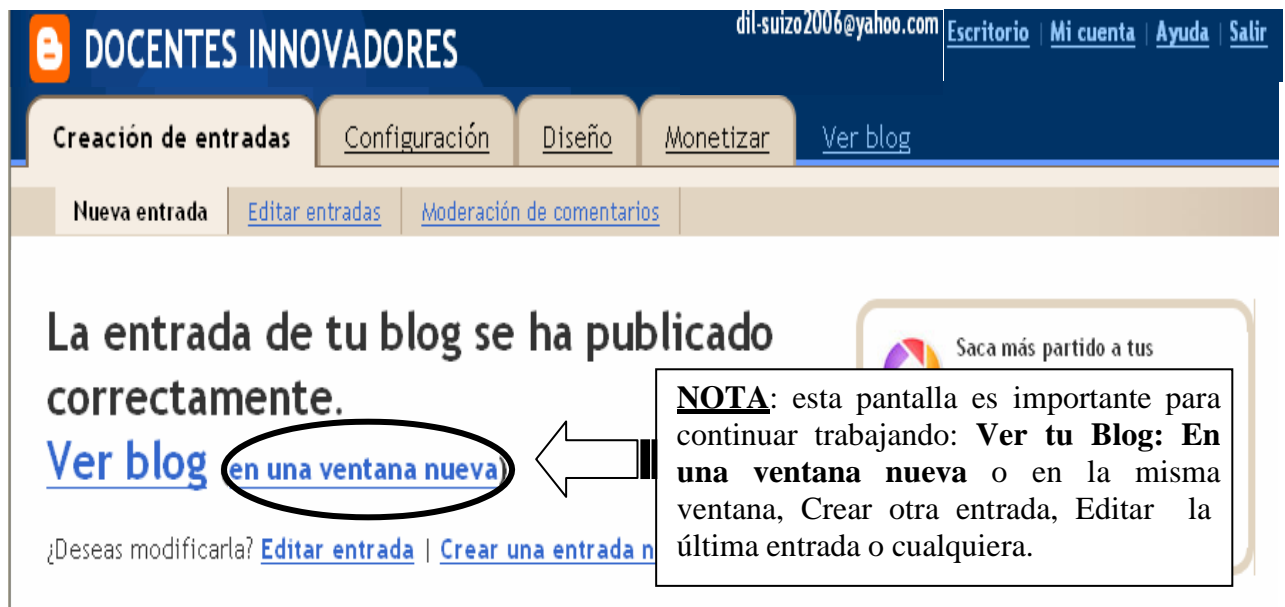 dil-suizo2006@yahoo.com Escritorio | Mi cuenta | Ayuda | Salir
DOCENTES INNOVADORES
Creación de entradas Configuración Diseño Monetizar Ver blog
Nueva entrada Editar entradas Moderación de comentarios
La entrada de tu blog se ha publicado
correctamente.
Ver blog (en una ventana nueva)
¿Deseas modificarla? Editar entrada | Crear una entrada n
Saca más partido a tus
NOTA: esta pantalla es importante para
continuar trabajando: Ver tu Blog: En
una ventana nueva o en la misma
ventana, Crear otra entrada, Editar la
última entrada o cualquiera.